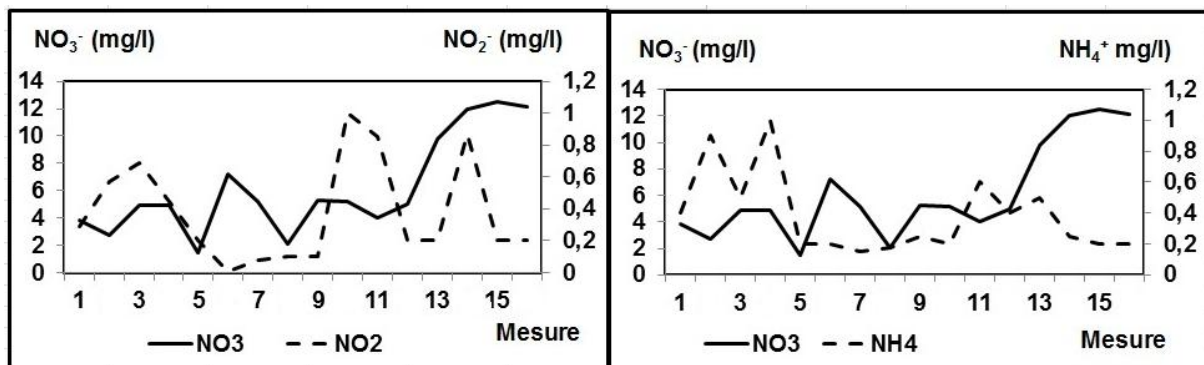 NO₃⁻ (mg/l) NO₂⁻ (mg/l)
14 1,2
12 1
10 0,8
8 0,6
6 0,4
4 0,2
2 0
0
1 3 5 7 9 11 13 15
Mesure
NO3 NO2
NO₃⁻ (mg/l) NH₄⁺ mg/l)
14 1,2
12 1
10 0,8
8 0,6
6 0,4
4 0,2
2 0
0
1 3 5 7 9 11 13 15
NO3 NH4 Mesure